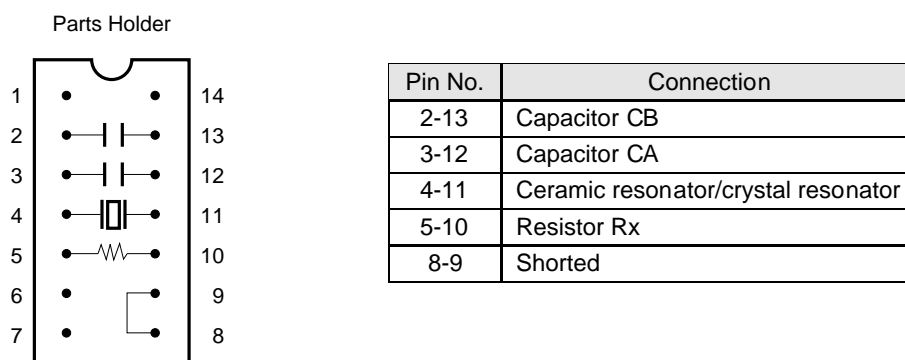 Parts Holder
1 14
2 13
3 12
4 11
5 10
6 9
7 8
Pin No. Connection
2-13 Capacitor CB
3-12 Capacitor CA
4-11 Ceramic resonator/crystal resonator
5-10 Resistor Rx
8-9 Shorted